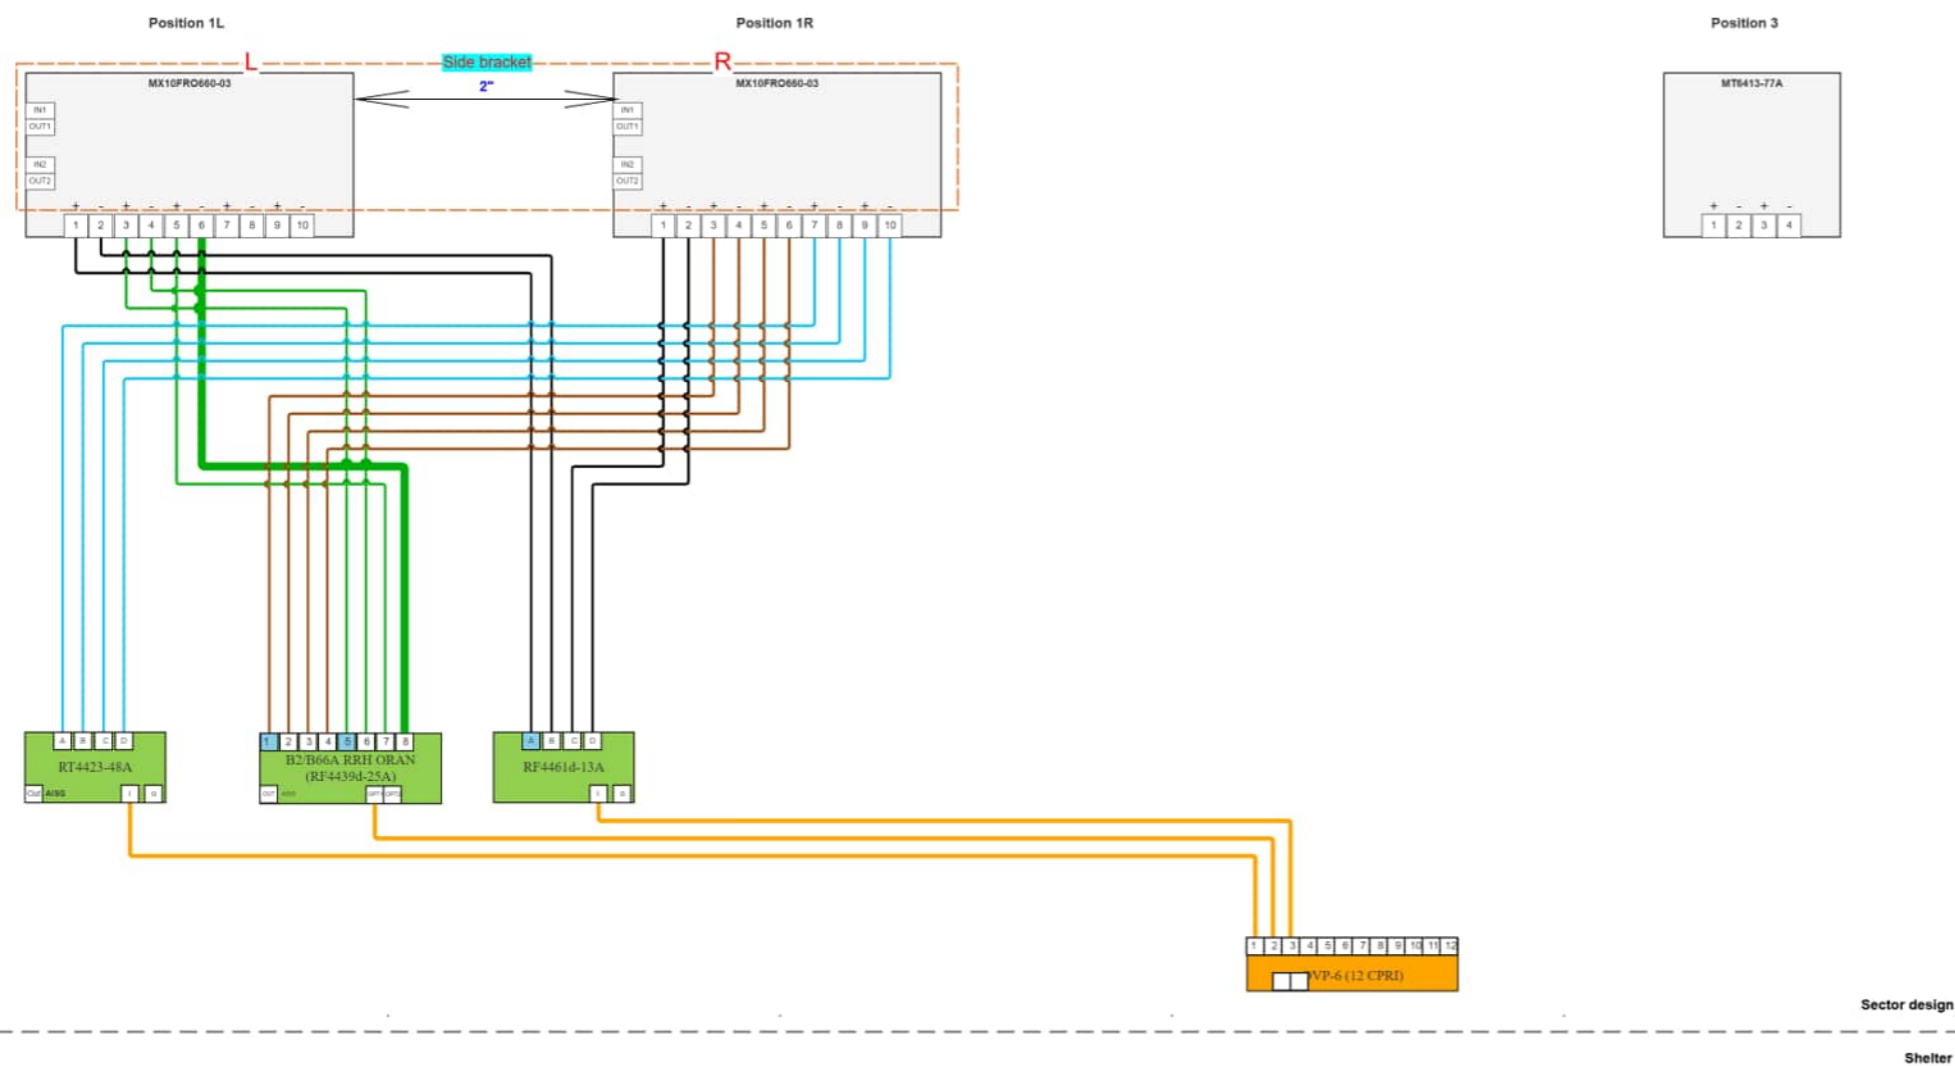 Position 1L
Position 1R
Position 3
L
Side bracket
R
MX10FRO660-03
2"
MX10FRO660-03
MT6413-77A
IN1
OUT1
IN2
OUT2
IN1
OUT1
IN2
OUT2
+ - + - + - + - + -
1 2 3 4 5 6 7 8 9 10
+ - + - + - + - + -
1 2 3 4 5 6 7 8 9 10
+ - + -
1 2 3 4
A B C D
RT4423-48A
Out AISG
1 2 3 4 5 6 7 8
B2/B66A RRH ORAN
(RF4439d-25A)
OUT
A B C D
RF4461d-13A
1 2 3 4 5 6 7 8 9 10 11 12
VP-6 (12 CPRI)
Sector design
Shelter